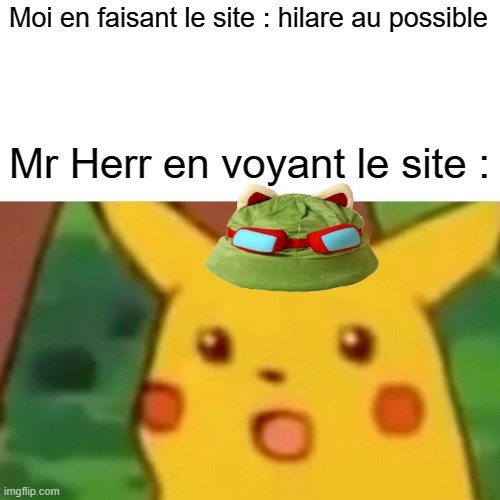 Moi en faisant le site : hilare au possible
Mr Herr en voyant le site :
imgflip.com